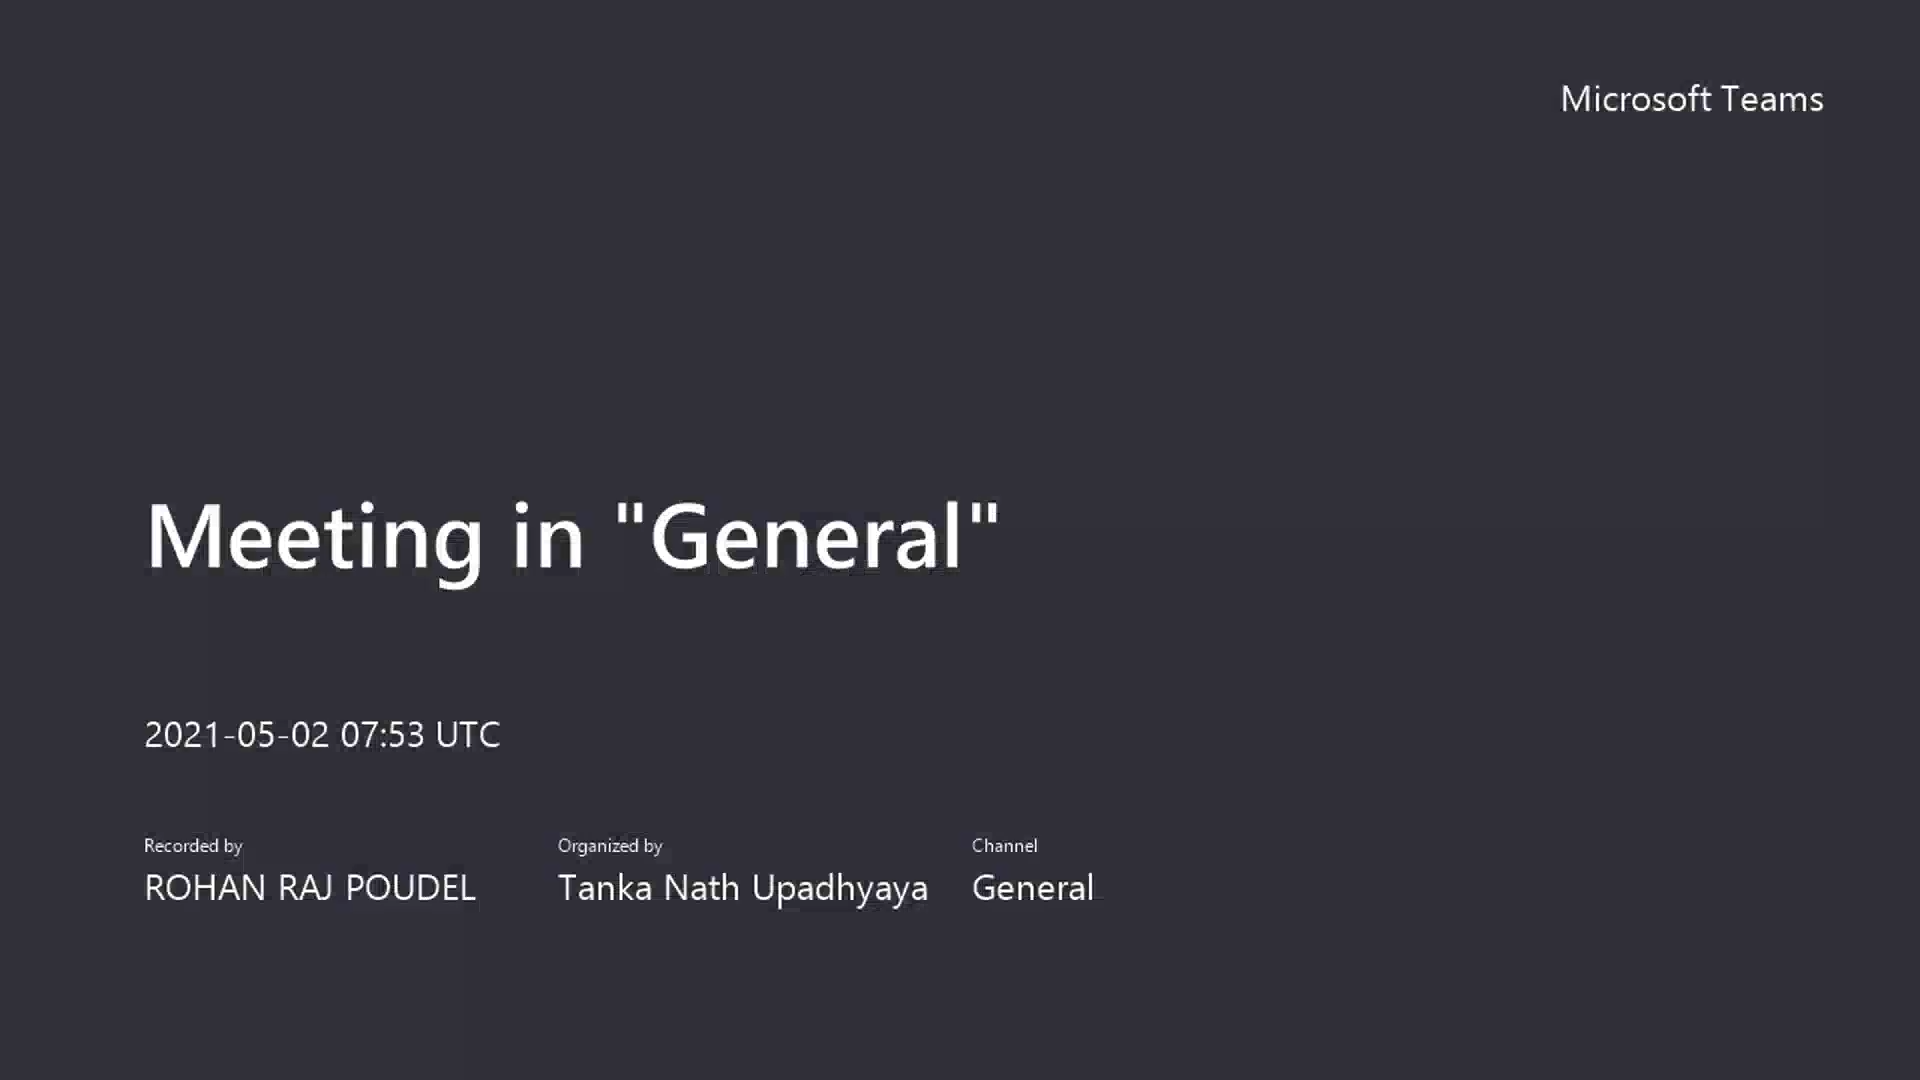 Microsoft Teams
Meeting in "General"
2021-05-02 07:53 UTC
Recorded by
ROHAN RAJ POUDEL
Organized by
Tanka Nath Upadhyaya
Channel
General